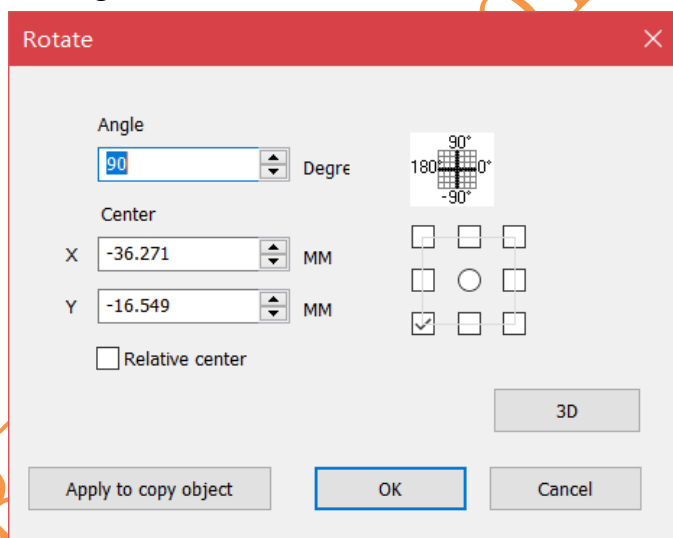 Rotate
Angle
90
Degre
90°
180° 0°
-90°
Center
X -36.271 MM
Y -16.549 MM
Relative center
3D
Apply to copy object OK Cancel